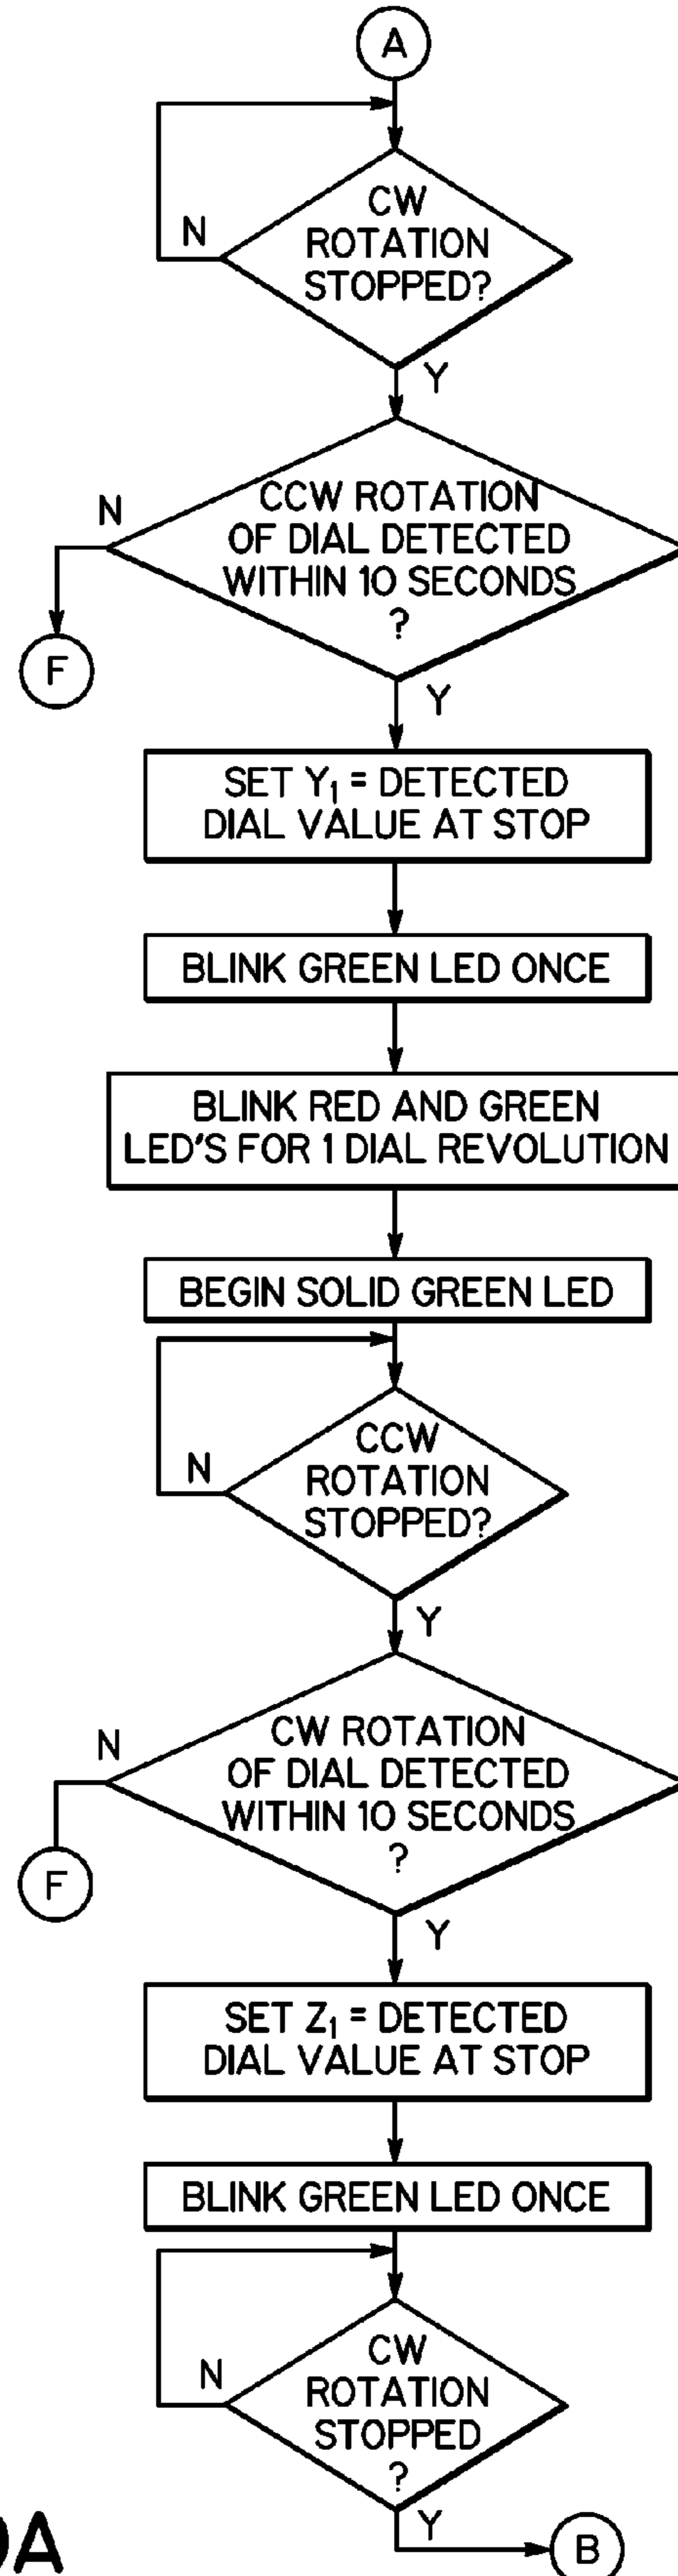 A
CW
ROTATION
STOPPED?
N
Y
CCW ROTATION
OF DIAL DETECTED
WITHIN 10 SECONDS
?
N
F
Y
SET Y₁ = DETECTED
DIAL VALUE AT STOP
BLINK GREEN LED ONCE
BLINK RED AND GREEN
LED'S FOR 1 DIAL REVOLUTION
BEGIN SOLID GREEN LED
CCW
ROTATION
STOPPED?
N
Y
CW ROTATION
OF DIAL DETECTED
WITHIN 10 SECONDS
?
N
F
Y
SET Z₁ = DETECTED
DIAL VALUE AT STOP
BLINK GREEN LED ONCE
CW
ROTATION
STOPPED
?
N
Y
B